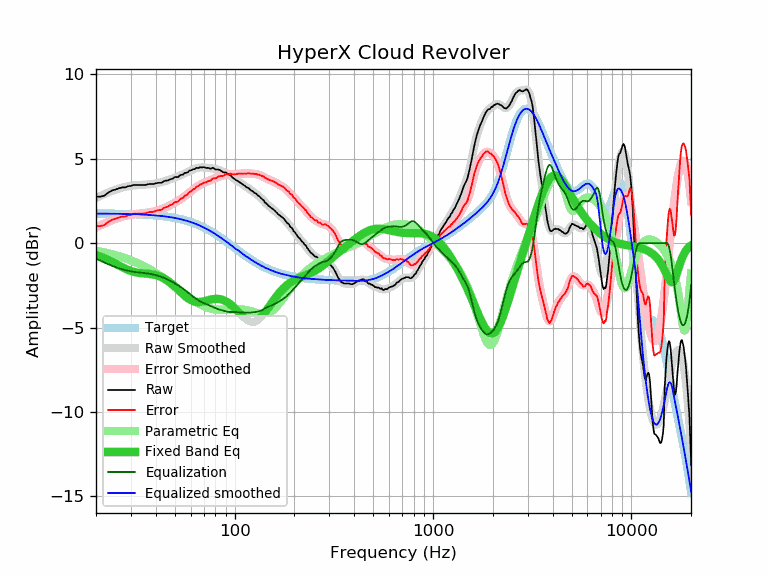 HyperX Cloud Revolver
Amplitude (dBr)
10
5
0
−5
−10
−15
Target
Raw Smoothed
Error Smoothed
Raw
Error
Parametric Eq
Fixed Band Eq
Equalization
Equalized smoothed
100
1000
10000
Frequency (Hz)